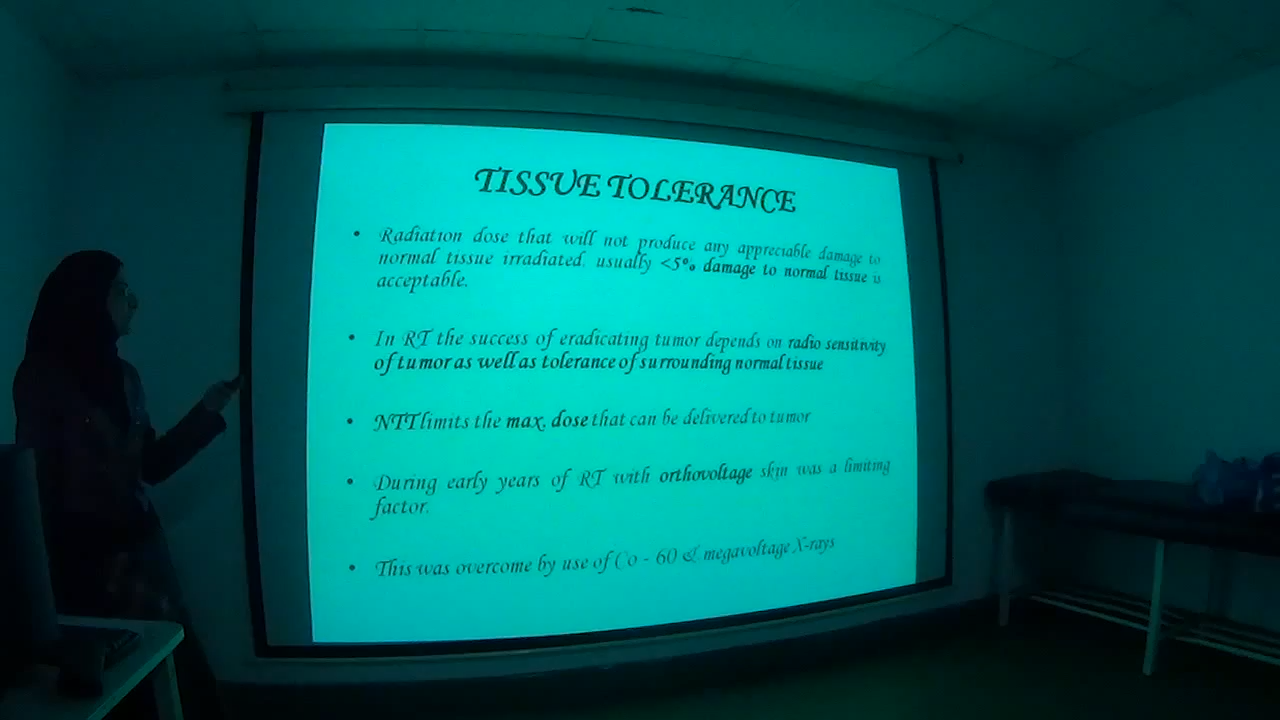 TISSUE TOLERANCE
• Radiation dose that will not produce any appreciable damage to
normal tissue irradiated, usually <5% damage to normal tissue is
acceptable.
• In RT the success of eradicating tumor depends on radio sensitivity
of tumor as well as tolerance of surrounding normal tissue
• NTT limits the max. dose that can be delivered to tumor
• During early years of RT with orthovoltage skin was a limiting
factor.
• This was overcome by use of Co - 60 & megavoltage X-rays